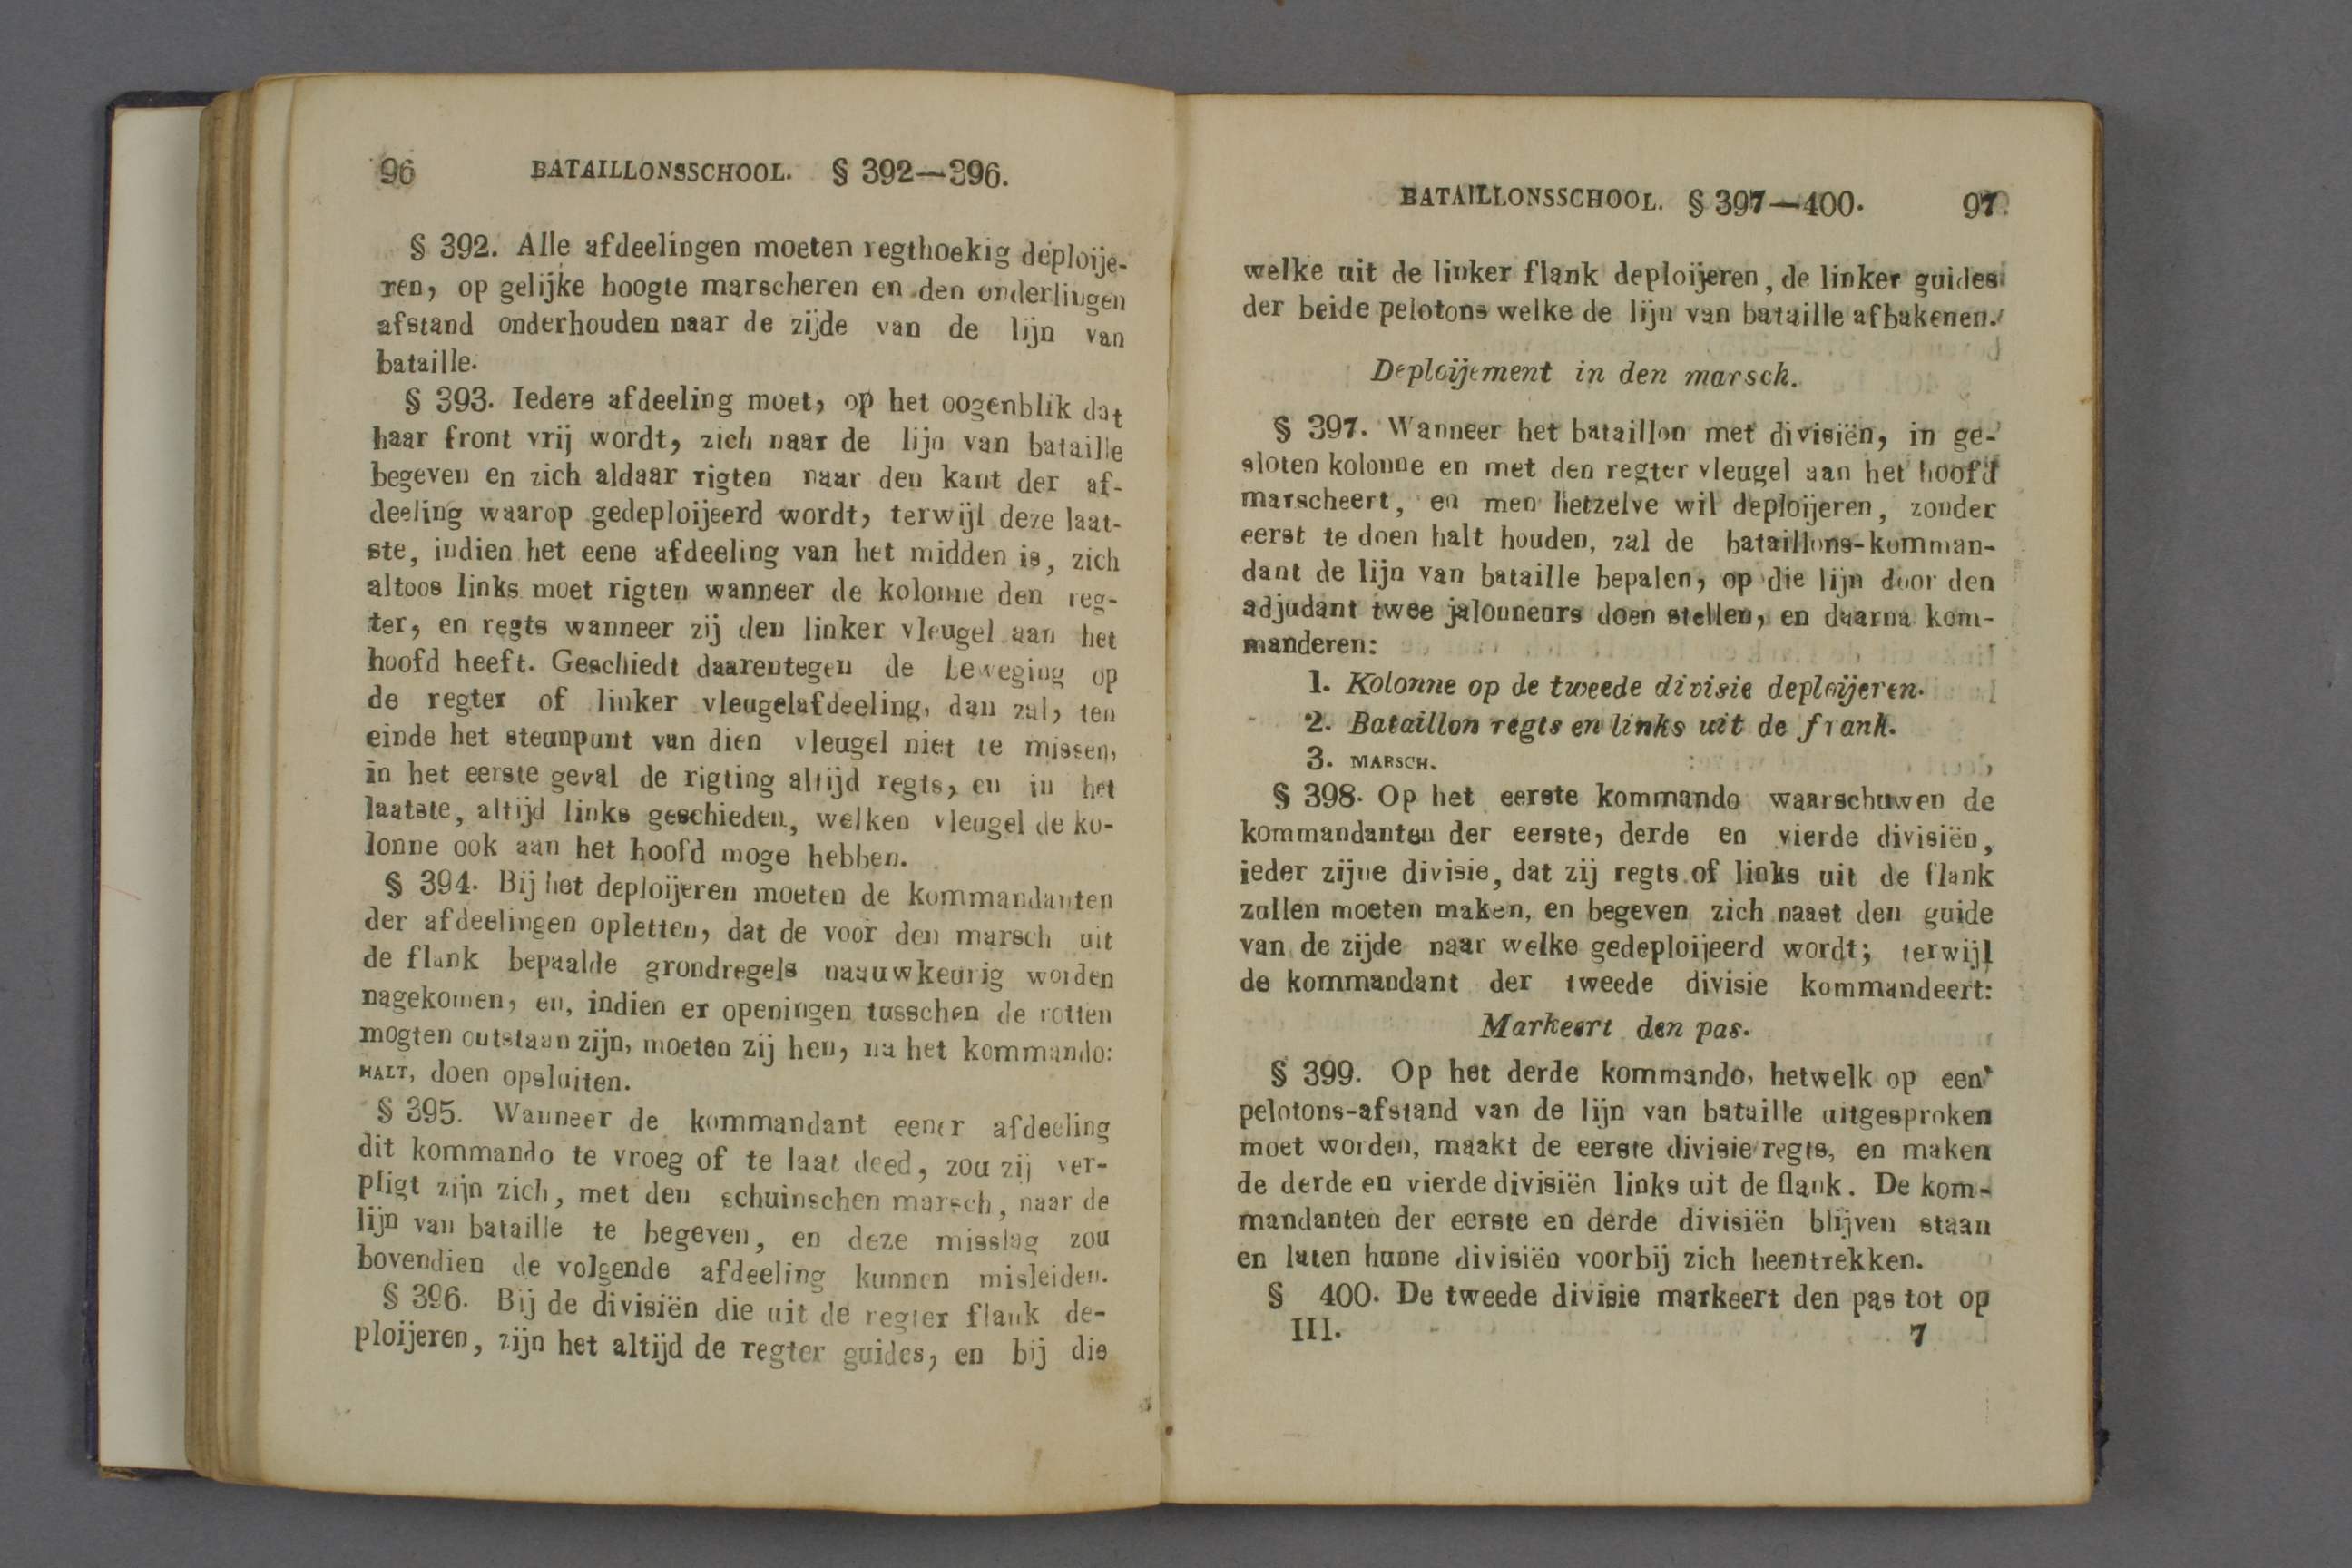 96 BATAILLONSSCHOOL. § 392—396.
§ 392. Alle afdeelingen moeten regthoekig deploije-
ren, op gelijke hoogte marscheren en den onderlingen
afstand onderhouden naar de zijde van de lijn van
bataille.
§ 393. Iedere afdeeling moet, op het oogenblik dat
haar front vrij wordt, zich naar de lijn van bataille
begeven en zich aldaar rigten naar den kant der af-
deeling waarop gedeploijeerd wordt, terwijl deze laat-
ste, indien het eene afdeeling van het midden is, zich
altoos links moet rigten wanneer de kolonne den reg-
ter, en regts wanneer zij den linker vleugel aan het
hoofd heeft. Geschiedt daarentegen de beweging op
de regter of linker vleugelafdeeling, dan zal, ten
einde het steunpunt van dien vleugel niet te missen,
in het eerste geval de rigting altijd regts, en in het
laatste, altijd links geschieden, welken vleugel de ko-
lonne ook aan het hoofd moge hebben.
§ 394. Bij het deploijeren moeten de kommandanten
der afdeelingen opletten, dat de voor den marsch uit
de flank bepaalde grondregels naauwkeurig worden
nagekomen, en, indien er openingen tusschen de rotten
mogten ontstaan zijn, moeten zij hen, na het kommando:
HALT, doen opsluiten.
§ 395. Wanneer de kommandant eener afdeeling
dit kommando te vroeg of te laat deed, zou zij ver-
pligt zijn zich, met den schuinschen marsch, naar de
lijn van bataille te begeven, en deze misslag zou
bovendien de volgende afdeeling kunnen misleiden.
§ 396. Bij de divisiën die uit de regter flank de-
ploijeren, zijn het altijd de regter guides, en bij die
BATAILLONSSCHOOL. § 397—400. 97
welke uit de linker flank deploijeren, de linker guides
der beide pelotons welke de lijn van bataille afbakenen.
Deploijement in den marsch.
§ 397. Wanneer het bataillon met divisiën, in ge-
sloten kolonne en met den regter vleugel aan het hoofd
marscheert, en men hetzelve wil deploijeren, zonder
eerst te doen halt houden, zal de bataillons-komman-
dant de lijn van bataille bepalen, op die lijn door den
adjudant twee jalonneurs doen stellen, en daarna kom-
manderen:
1. Kolonne op de tweede divisie deploijeren.
2. Bataillon regts en links uit de frank.
3. MARSCH.
§ 398. Op het eerste kommando waarschuwen de
kommandanten der eerste, derde en vierde divisiën,
ieder zijne divisie, dat zij regts of links uit de flank
zullen moeten maken, en begeven zich naast den guide
van de zijde naar welke gedeploijeerd wordt; terwijl
de kommandant der tweede divisie kommandeert:
Markeert den pas.
§ 399. Op het derde kommando, hetwelk op een'
pelotons-afstand van de lijn van bataille uitgesproken
moet worden, maakt de eerste divisie regts, en maken
de derde en vierde divisiën links uit de flank. De kom-
mandanten der eerste en derde divisiën blijven staan
en laten hunne divisiën voorbij zich heentrekken.
§ 400. De tweede divisie markeert den pas tot op
III. 7